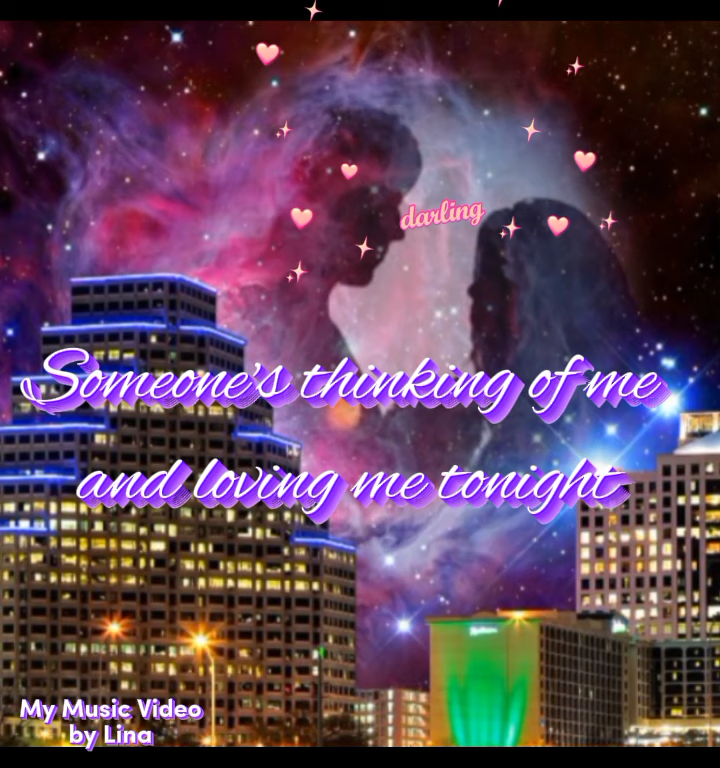 darling
Someone's thinking of me
and loving me tonight
My Music Video
by Lina